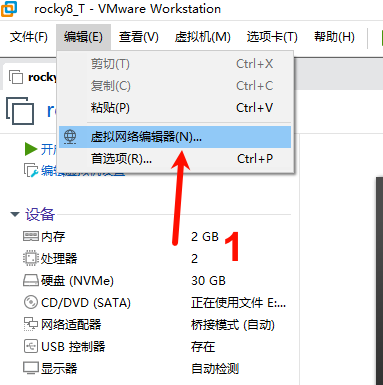 rocky8_T - VMware Workstation
文件(F) 编辑(E) 查看(V) 虚拟机(M) 选项卡(T) 帮助(H)
剪切(T) Ctrl+X
rocky
复制(C) Ctrl+C
粘贴(P) Ctrl+V
虚拟网络编辑器(N)...
首选项(R)... Ctrl+P
编辑虚拟机设置
设备
内存 2 GB
1
处理器 2
硬盘 (NVMe) 30 GB
CD/DVD (SATA) 正在使用文件 E:...
网络适配器 桥接模式 (自动)
USB 控制器 存在
显示器 自动检测